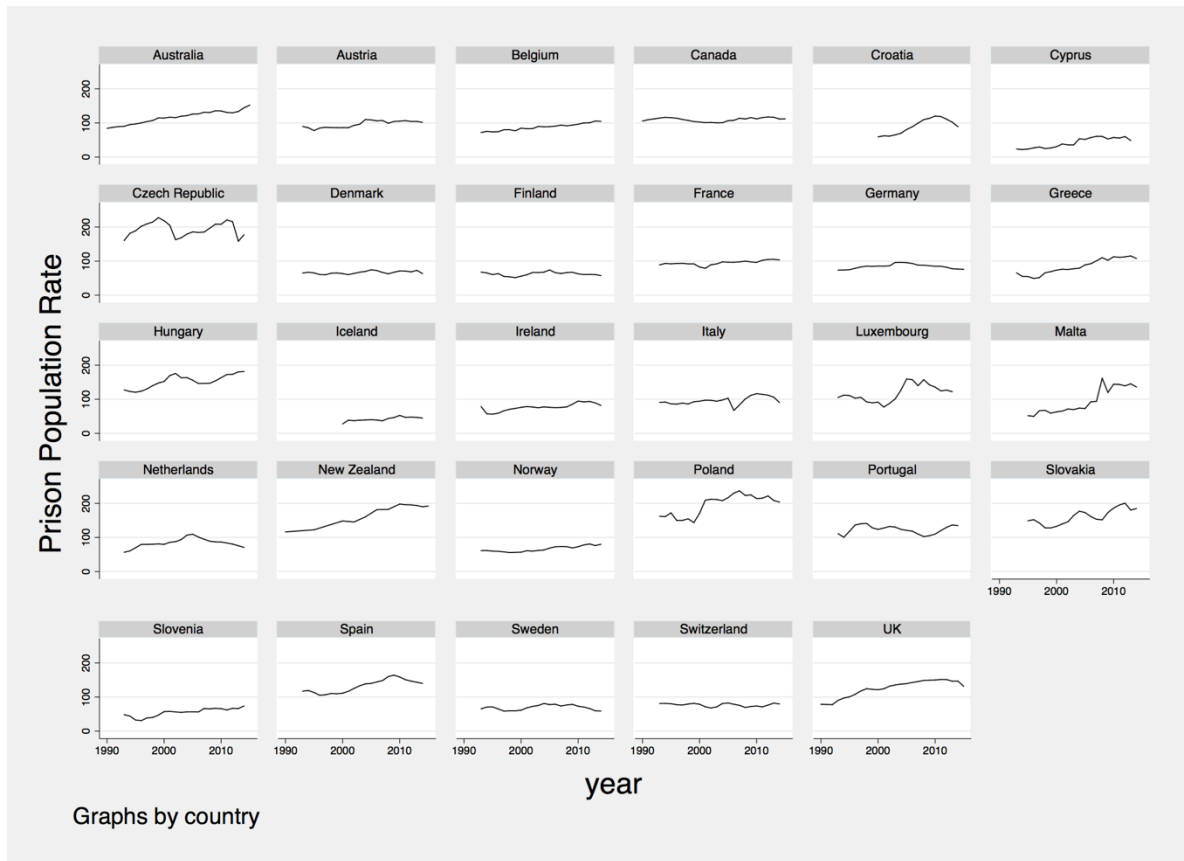 Prison Population Rate
Australia
Austria
Belgium
Canada
Croatia
Cyprus
200
100
0
Czech Republic
Denmark
Finland
France
Germany
Greece
200
100
0
Hungary
Iceland
Ireland
Italy
Luxembourg
Malta
200
100
0
Netherlands
New Zealand
Norway
Poland
Portugal
Slovakia
200
100
0
1990 2000 2010
Slovenia
Spain
Sweden
Switzerland
UK
200
100
0
1990 2000 2010
1990 2000 2010
1990 2000 2010
1990 2000 2010
1990 2000 2010
year
Graphs by country